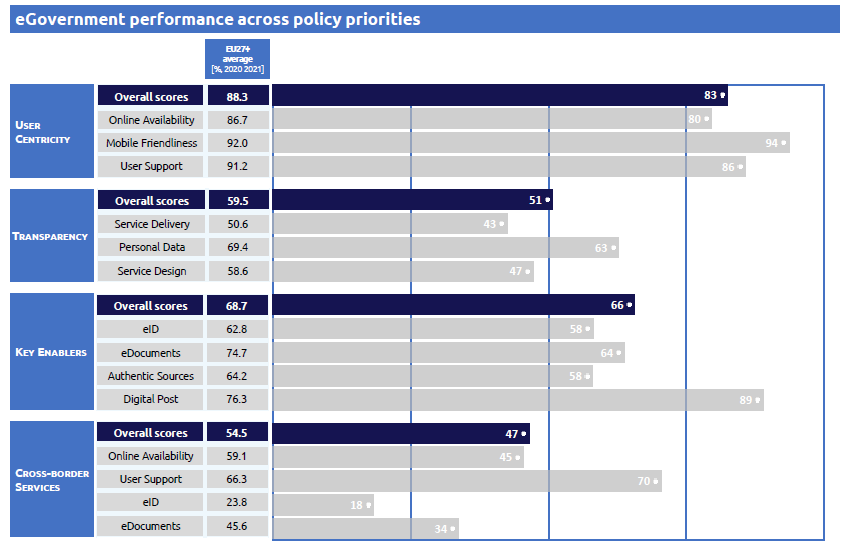 eGovernment performance across policy priorities
EU27+
average
[%, 2020 2021]
USER
CENTRICITY
Overall scores 88.3 83
Online Availability 86.7 80
Mobile Friendliness 92.0 94
User Support 91.2 86
TRANSPARENCY
Overall scores 59.5 51
Service Delivery 50.6 43
Personal Data 69.4 63
Service Design 58.6 47
KEY ENABLERS
Overall scores 68.7 66
eID 62.8 58
eDocuments 74.7 64
Authentic Sources 64.2 58
Digital Post 76.3 89
CROSS-BORDER
SERVICES
Overall scores 54.5 47
Online Availability 59.1 45
User Support 66.3 70
eID 23.8 18
eDocuments 45.6 34